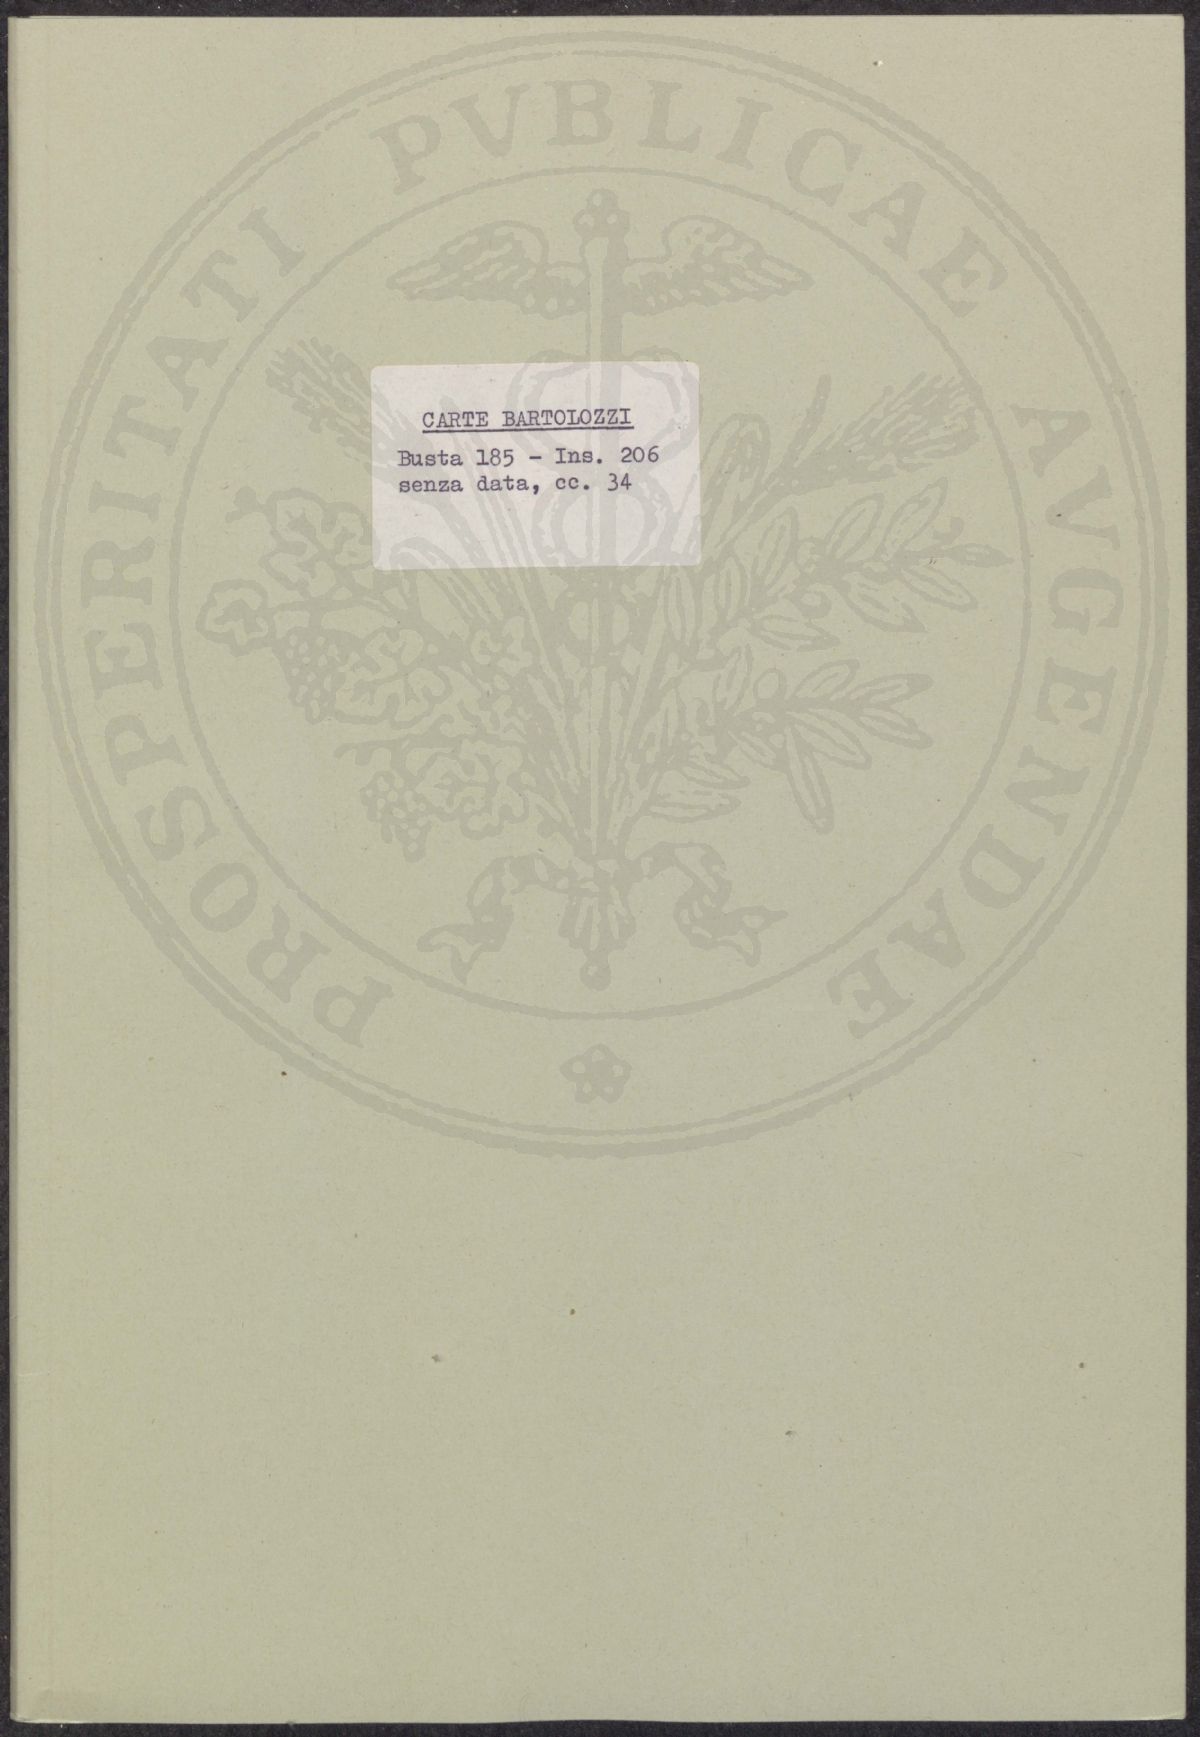 CARTE BARTOLOZZI
Busta 185 - Ins. 206
senza data, cc. 34
PROSPERITATI PVBLICAE AVGENDAE